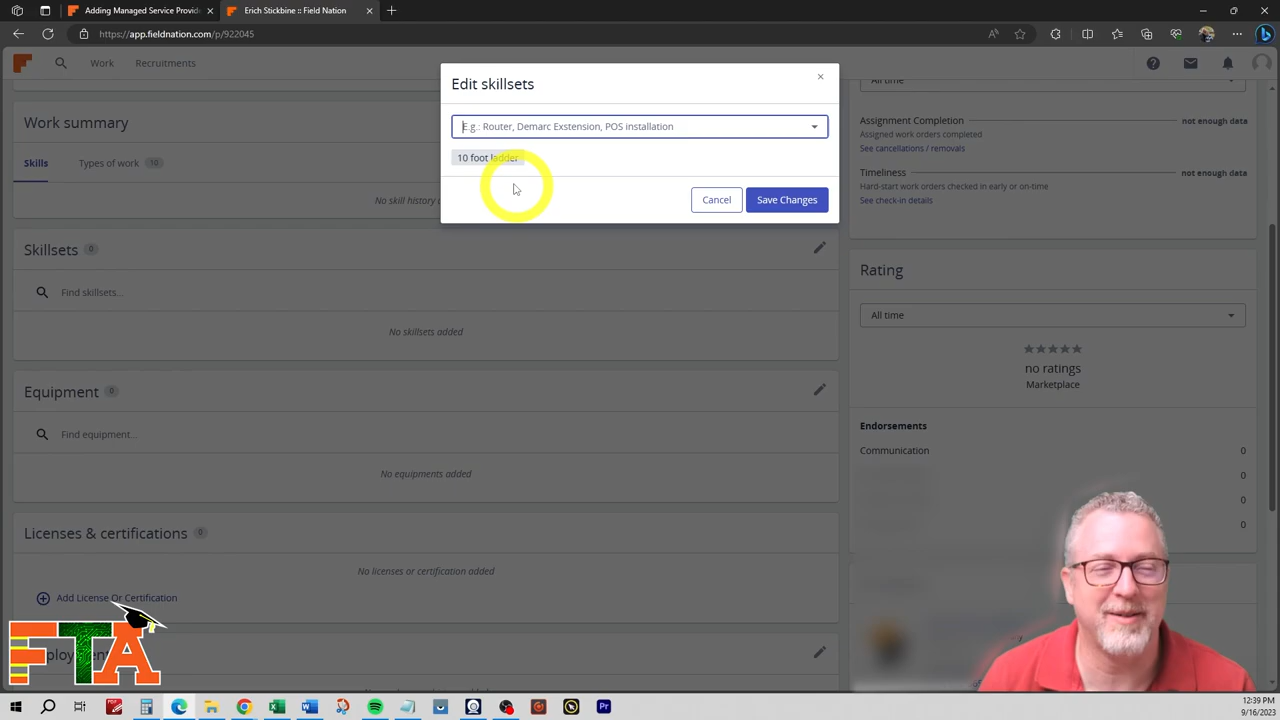 Adding Managed Service Provide
Erich Stickbine :: Field Nation
https://app.fieldnation.com/p/922045
Work
Recruitments
Edit skillsets
E.g.: Router, Demarc Exstension, POS installation
10 foot ladder
Cancel
Save Changes
Work summary
Skills
Types of work 10
No skill history
Skillsets 0
Find skillsets...
No skillsets added
Equipment 0
Find equipment...
No equipments added
Licenses & certifications 0
No licenses or certification added
Add License Or Certification
All time
Assignment Completion
not enough data
Assigned work orders completed
See cancellations / removals
Timeliness
not enough data
Hard-start work orders checked in early or on-time
See check-in details
Rating
All time
no ratings
Marketplace
Endorsements
Communication 0
0
0
0
FTA
12:39 PM
9/16/2023